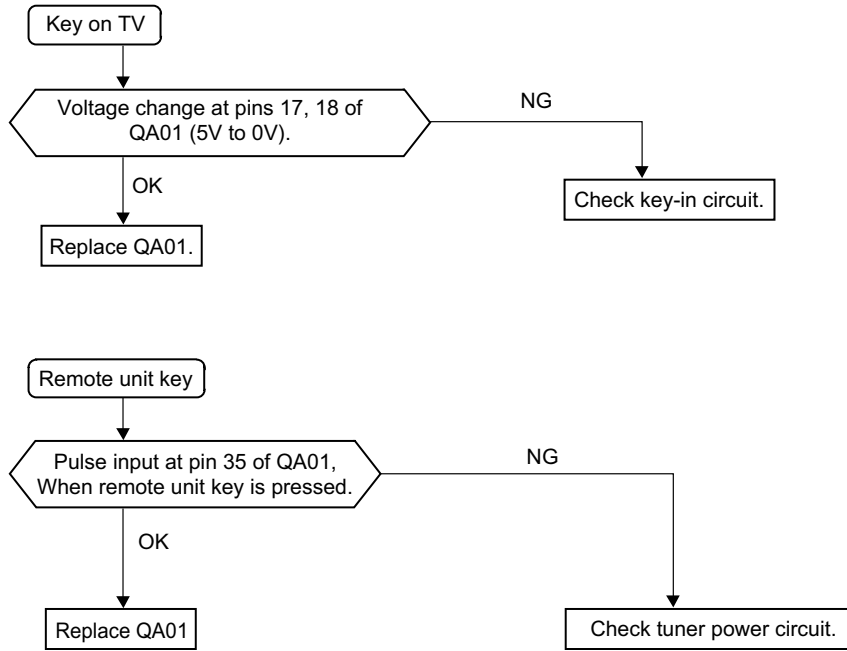 Key on TV
Voltage change at pins 17, 18 of
QA01 (5V to 0V).
NG
OK
Check key-in circuit.
Replace QA01.
Remote unit key
Pulse input at pin 35 of QA01,
When remote unit key is pressed.
NG
OK
Replace QA01
Check tuner power circuit.